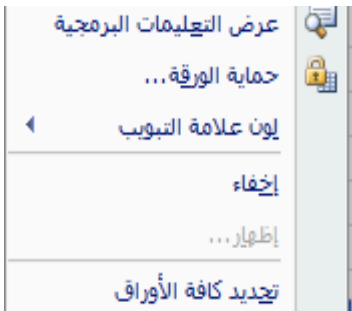 عرض التعليمات البرمجية
حماية الورقة...
لون علامة التبويب
إخفاء
إظهار...
تحديد كافة الأوراق